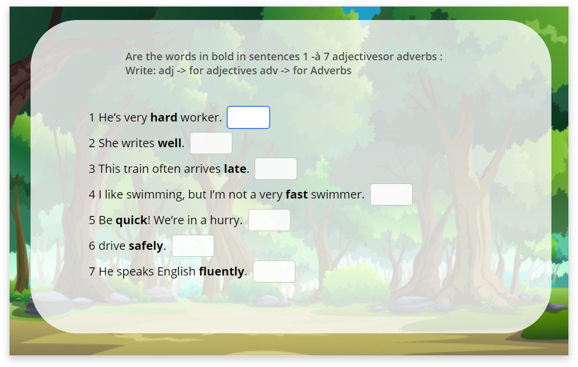 Are the words in bold in sentences 1 -à 7 adjectivesor adverbs :
Write: adj -> for adjectives adv -> for Adverbs
1 He's very hard worker.
2 She writes well.
3 This train often arrives late.
4 I like swimming, but I'm not a very fast swimmer.
5 Be quick! We're in a hurry.
6 drive safely.
7 He speaks English fluently.